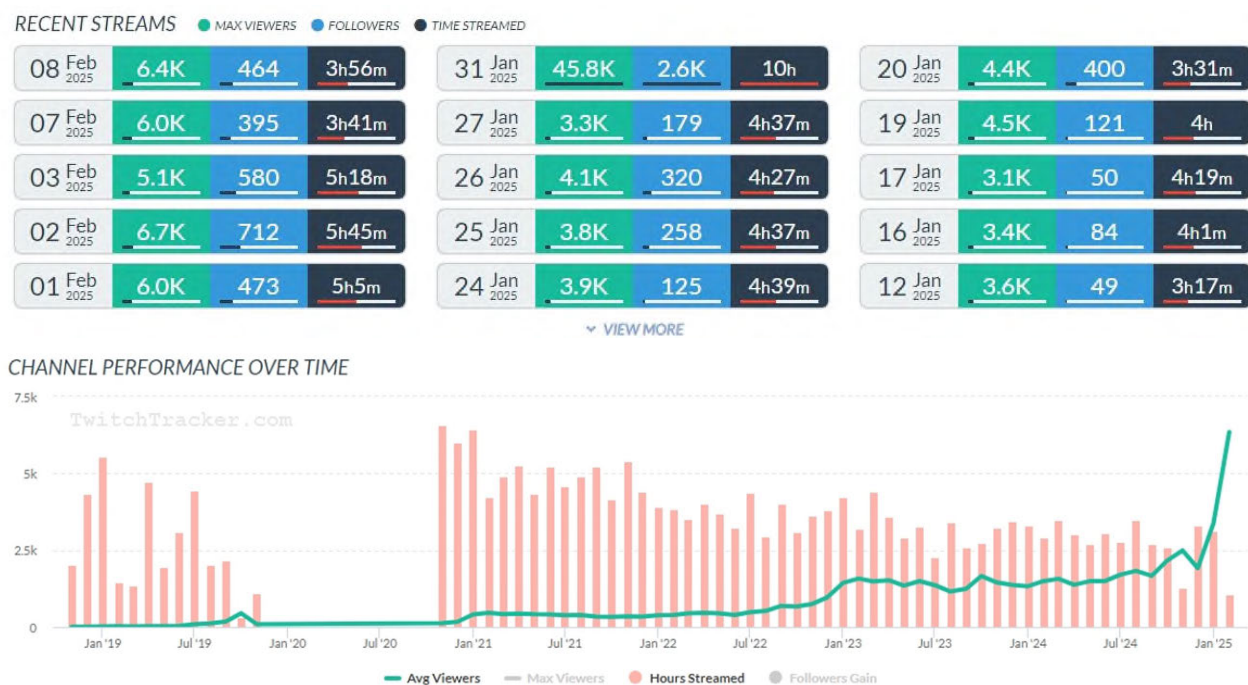 RECENT STREAMS MAX VIEWERS FOLLOWERS TIME STREAMED
08 Feb 2025 6.4K 464 3h56m
07 Feb 2025 6.0K 395 3h41m
03 Feb 2025 5.1K 580 5h18m
02 Feb 2025 6.7K 712 5h45m
01 Feb 2025 6.0K 473 5h5m
31 Jan 2025 45.8K 2.6K 10h
27 Jan 2025 3.3K 179 4h37m
26 Jan 2025 4.1K 320 4h27m
25 Jan 2025 3.8K 258 4h37m
24 Jan 2025 3.9K 125 4h39m
20 Jan 2025 4.4K 400 3h31m
19 Jan 2025 4.5K 121 4h
17 Jan 2025 3.1K 50 4h19m
16 Jan 2025 3.4K 84 4h1m
12 Jan 2025 3.6K 49 3h17m
VIEW MORE
CHANNEL PERFORMANCE OVER TIME
7.5k
TwitchTracker.com
5k
2.5k
0
Jan '19 Jul '19 Jan '20 Jul '20 Jan '21 Jul '21 Jan '22 Jul '22 Jan '23 Jul '23 Jan '24 Jul '24 Jan '25
Avg Viewers Max Viewers Hours Streamed Followers Gain